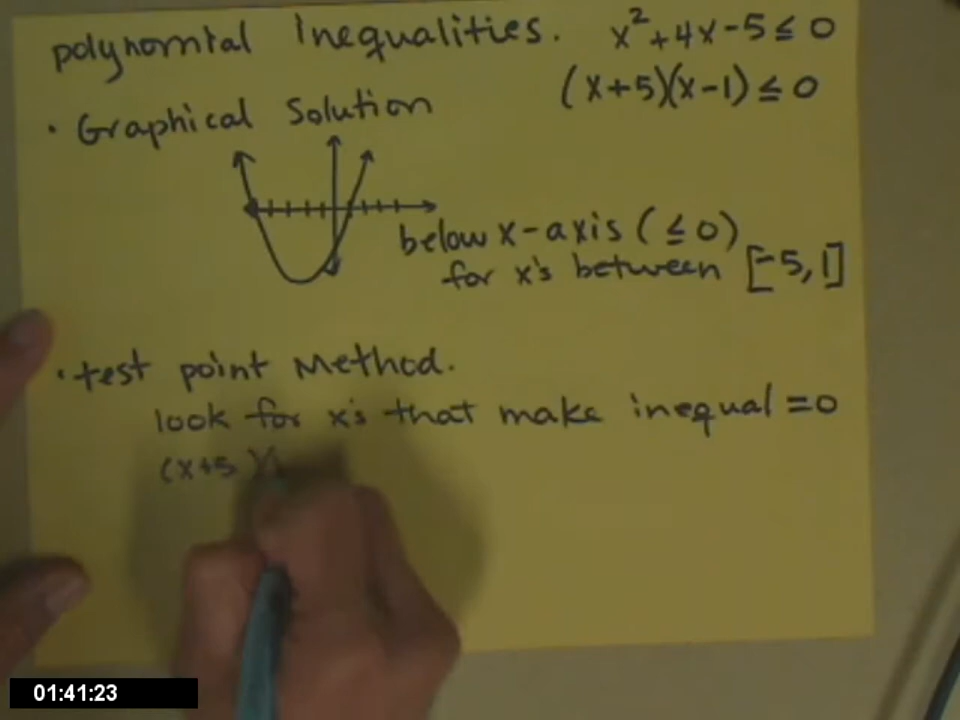 polynomial Inequalities. x²+4x-5≤0
(x+5)(x-1)≤0
• Graphical Solution
below x-axis (≤0)
for x's between [-5,1]
• test point Method.
look for x's that make inequal =0
(x+5)(
01:41:23